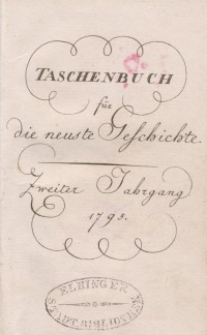 TASCHENBUCH
für
die neuste Geschichte.
Zweiter Jahrgang
1795.
ELBINGER
STADTBIBLIOTHEK